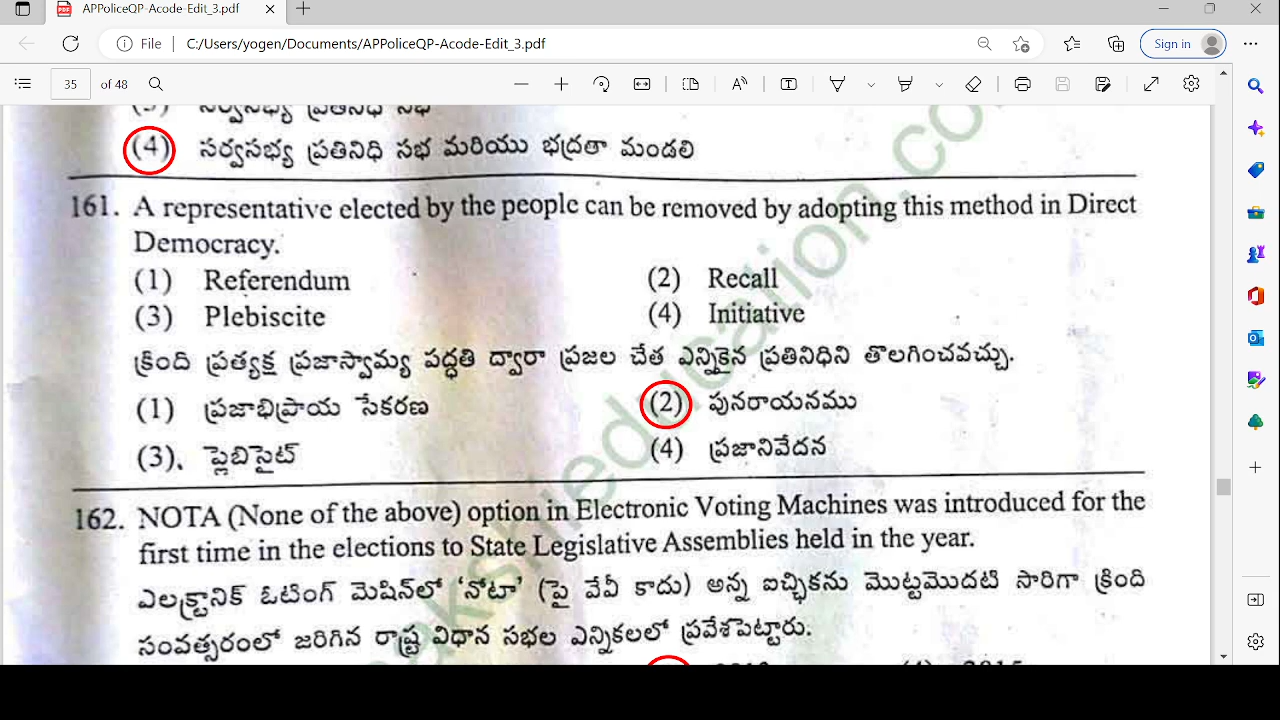 APPoliceQP-Acode-Edit_3.pdf
File
C:/Users/yogen/Documents/APPoliceQP-Acode-Edit_3.pdf
Sign in
35 of 48
(3) సర్వసభ్య ప్రతినిధి సభ
(4) సర్వసభ్య ప్రతినిధి సభ మరియు భద్రతా మండలి
161. A representative elected by the people can be removed by adopting this method in Direct
Democracy.
(1) Referendum (2) Recall
(3) Plebiscite (4) Initiative
క్రింది ప్రత్యక్ష ప్రజాస్వామ్య పద్ధతి ద్వారా ప్రజల చేత ఎన్నికైన ప్రతినిధిని తొలగించవచ్చు.
(1) ప్రజాభిప్రాయ సేకరణ (2) పునరాయనము
(3). ప్లెబిసైట్ (4) ప్రజానివేదన
162. NOTA (None of the above) option in Electronic Voting Machines was introduced for the
first time in the elections to State Legislative Assemblies held in the year.
ఎలక్ట్రానిక్ ఓటింగ్ మెషిన్‌లో 'నోటా' (పై వేవీ కాదు) అన్న ఐచ్ఛికను మొట్టమొదటి సారిగా క్రింది
సంవత్సరంలో జరిగిన రాష్ట్ర విధాన సభల ఎన్నికలలో ప్రవేశపెట్టారు.